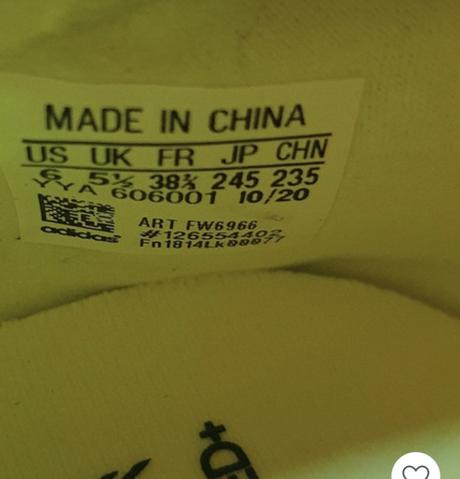 MADE IN CHINA
US UK FR JP CHN
6 5½ 38⅔ 245 235
YYA 606001 10/20
ART FW6966
#126554402
adidas